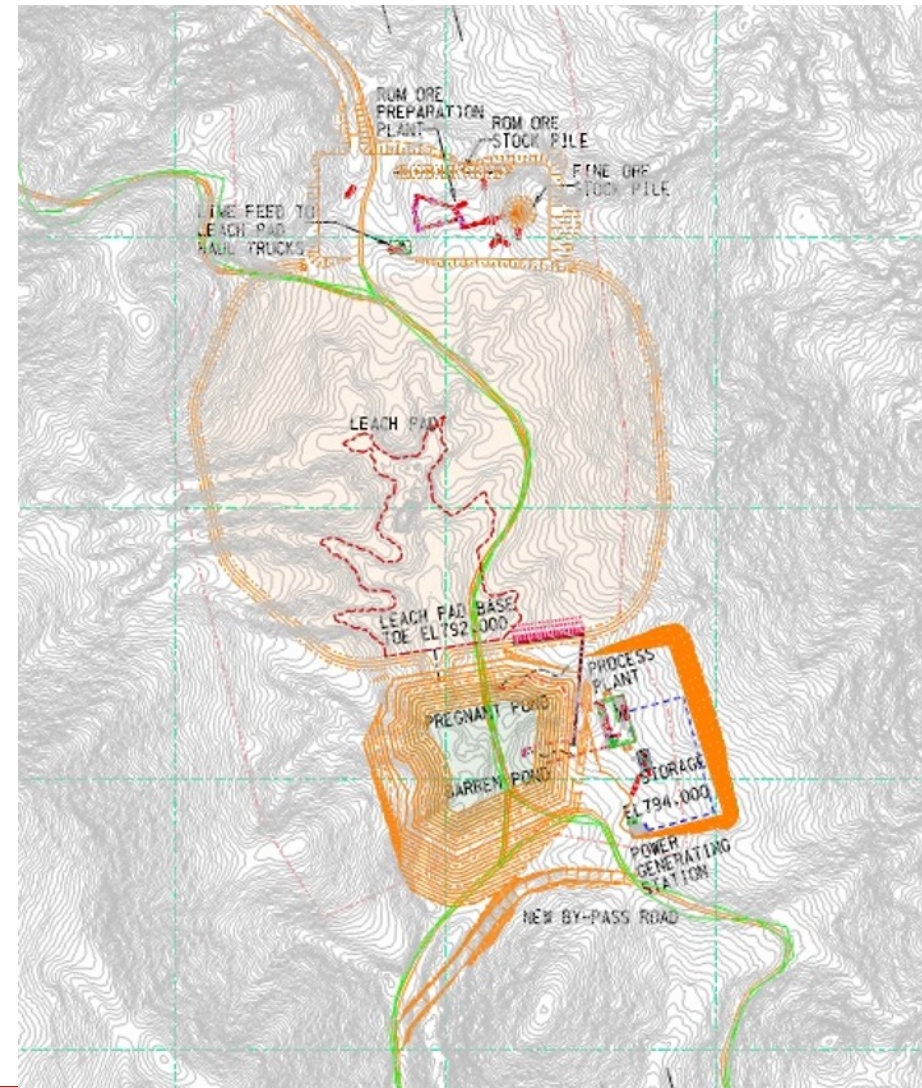 ROM ORE
PREPARATION
PLANT
ROM ORE
STOCK PILE
FINE ORE
STOCK PILE
LIME FEED TO
LEACH PAD
HAUL TRUCKS
LEACH PAD
LEACH PAD BASE
TOE EL792.000
PROCESS
PLANT
PREGNANT POND
BARREN POND
STORAGE
EL794.000
POWER
GENERATING
STATION
NEW BY-PASS ROAD